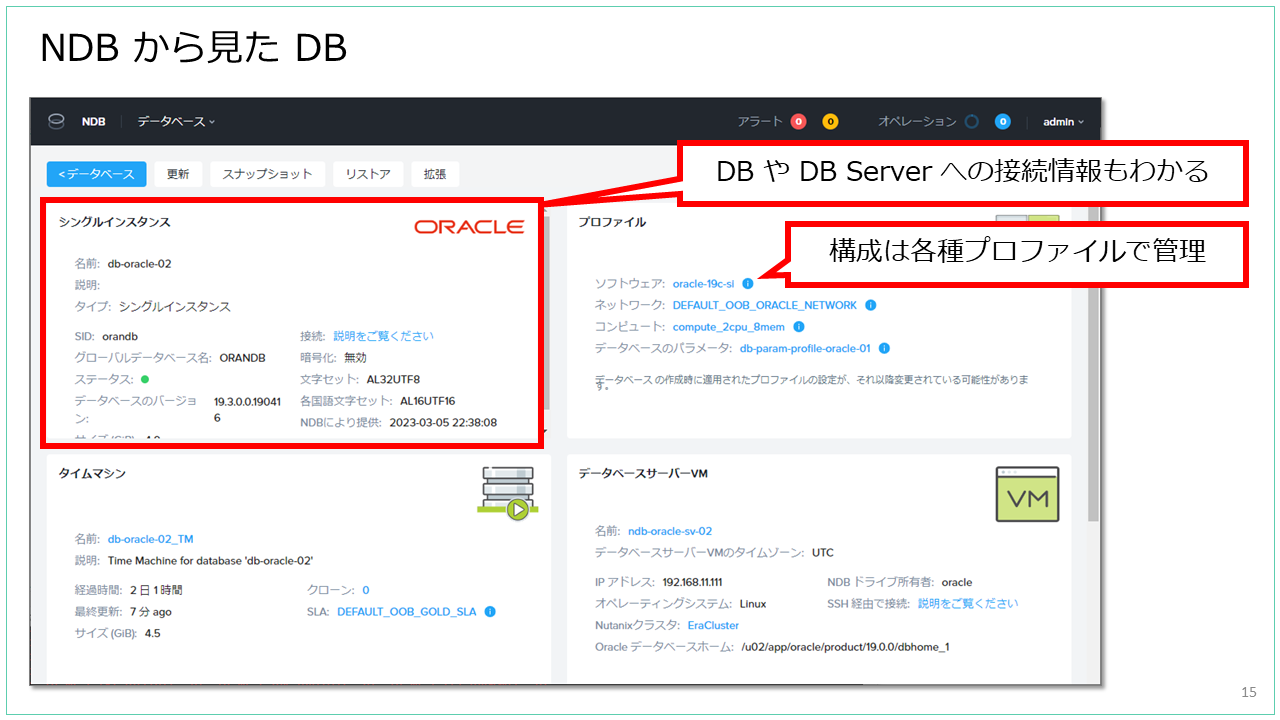 NDB から見た DB
NDB
データベース
アラート 0 0 オペレーション 0 admin
DB や DB Server への接続情報もわかる
<データベース 更新 スナップショット リストア 拡張
シングルインスタンス
ORACLE
名前: db-oracle-02
説明:
タイプ: シングルインスタンス
SID: orandb
グローバルデータベース名: ORANDB
ステータス:
データベースのバージョン: 19.3.0.0.190416
サイズ (GiB): 4.0
接続: 説明をご覧ください
暗号化: 無効
文字セット: AL32UTF8
各国語文字セット: AL16UTF16
NDBにより提供: 2023-03-05 22:38:08
プロファイル
構成は各種プロファイルで管理
ソフトウェア: oracle-19c-si
ネットワーク: DEFAULT_OOB_ORACLE_NETWORK
コンピュート: compute_2cpu_8mem
データベースのパラメータ: db-param-profile-oracle-01
データベース の作成時に適用されたプロファイルの設定が、それ以降変更されている可能性がありま
す。
タイムマシン
名前: db-oracle-02_TM
説明: Time Machine for database 'db-oracle-02'
経過時間: 2 日 1 時間
最終更新: 7 分 ago
サイズ (GiB): 4.5
クローン: 0
SLA: DEFAULT_OOB_GOLD_SLA
データベースサーバーVM
VM
名前: ndb-oracle-sv-02
データベースサーバーVMのタイムゾーン: UTC
IP アドレス: 192.168.11.111
オペレーティングシステム: Linux
Nutanixクラスタ: EraCluster
Oracle データベースホーム: /u02/app/oracle/product/19.0.0/dbhome_1
NDB ドライブ所有者: oracle
SSH 経由で接続: 説明をご覧ください
15